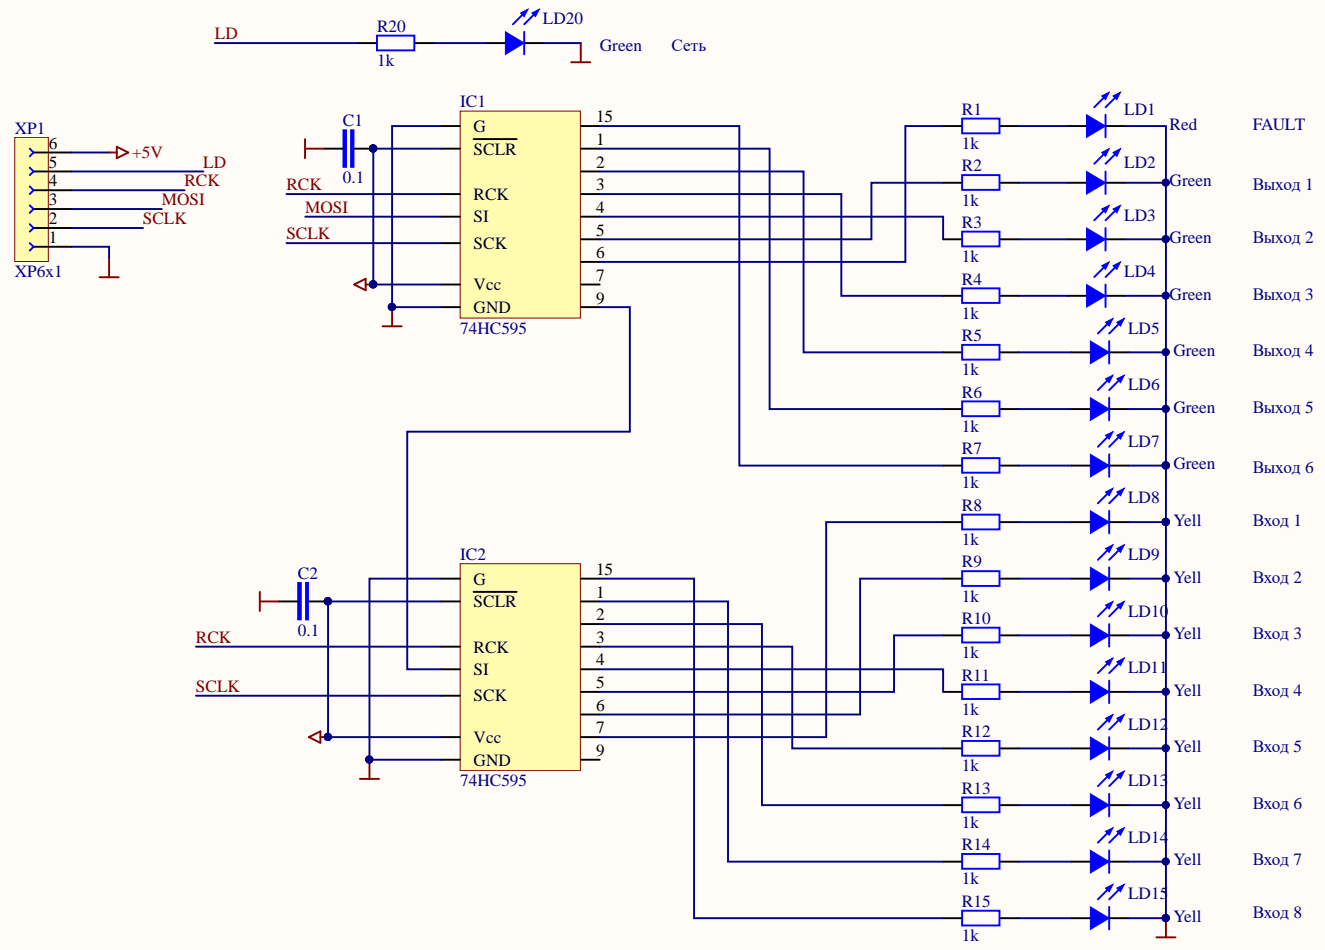 LD
R20
1k
LD20
Green
Сеть
XP1
6
+5V
5
LD
4
RCK
3
MOSI
2
SCLK
1
XP6x1
C1
0.1
RCK
MOSI
SCLK
IC1
G
SCLR
RCK
SI
SCK
Vcc
GND
74HC595
15
1
2
3
4
5
6
7
9
R1
1k
LD1
Red
FAULT
R2
1k
LD2
Green
Выход 1
R3
1k
LD3
Green
Выход 2
R4
1k
LD4
Green
Выход 3
R5
1k
LD5
Green
Выход 4
R6
1k
LD6
Green
Выход 5
R7
1k
LD7
Green
Выход 6
R8
1k
LD8
Yell
Вход 1
C2
0.1
RCK
SCLK
IC2
G
SCLR
RCK
SI
SCK
Vcc
GND
74HC595
15
1
2
3
4
5
6
7
9
R9
1k
LD9
Yell
Вход 2
R10
1k
LD10
Yell
Вход 3
R11
1k
LD11
Yell
Вход 4
R12
1k
LD12
Yell
Вход 5
R13
1k
LD13
Yell
Вход 6
R14
1k
LD14
Yell
Вход 7
R15
1k
LD15
Yell
Вход 8